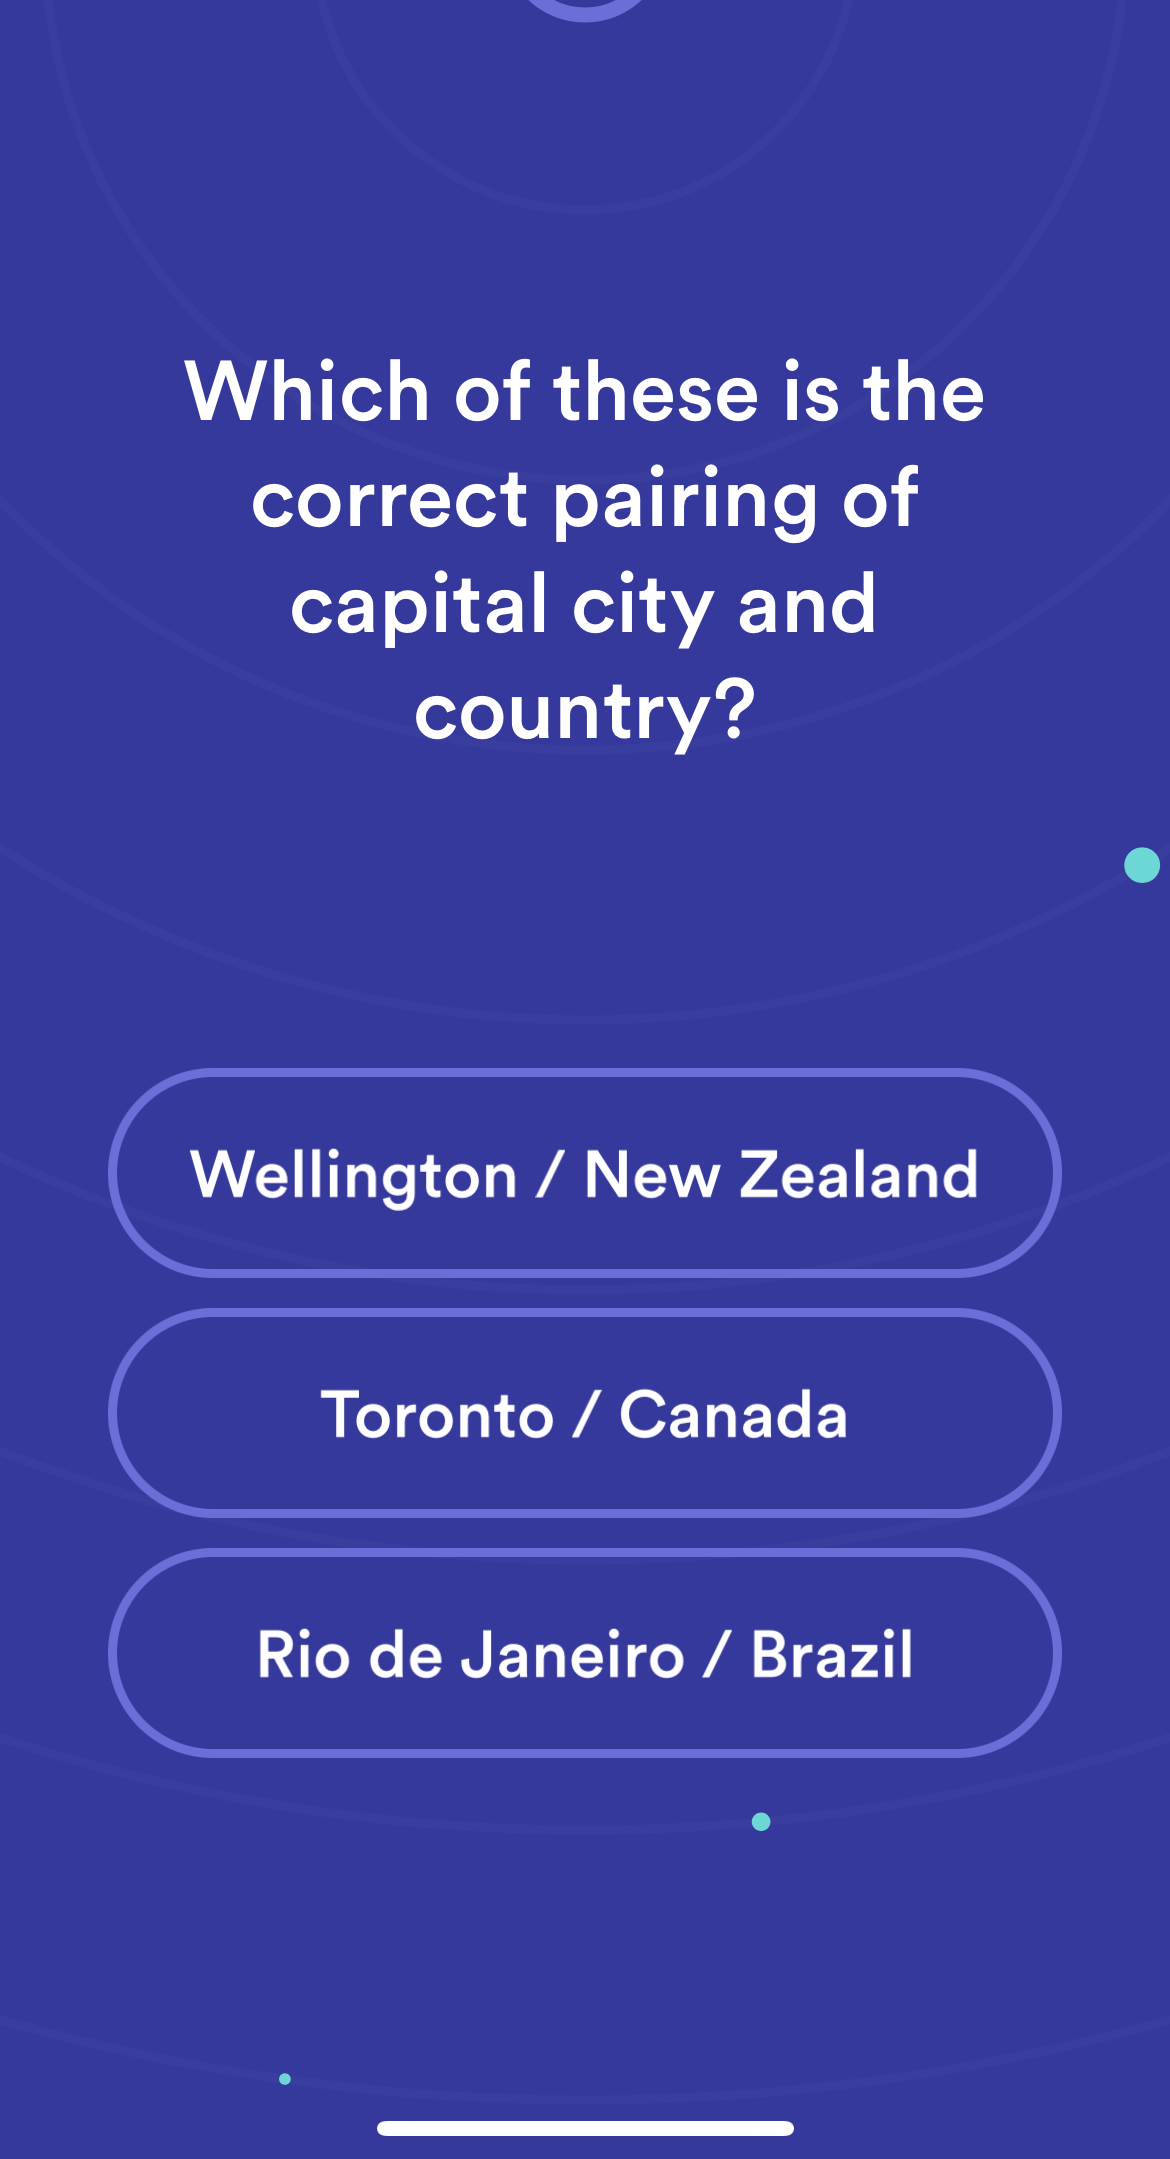 Which of these is the
correct pairing of
capital city and
country?
Wellington / New Zealand
Toronto / Canada
Rio de Janeiro / Brazil